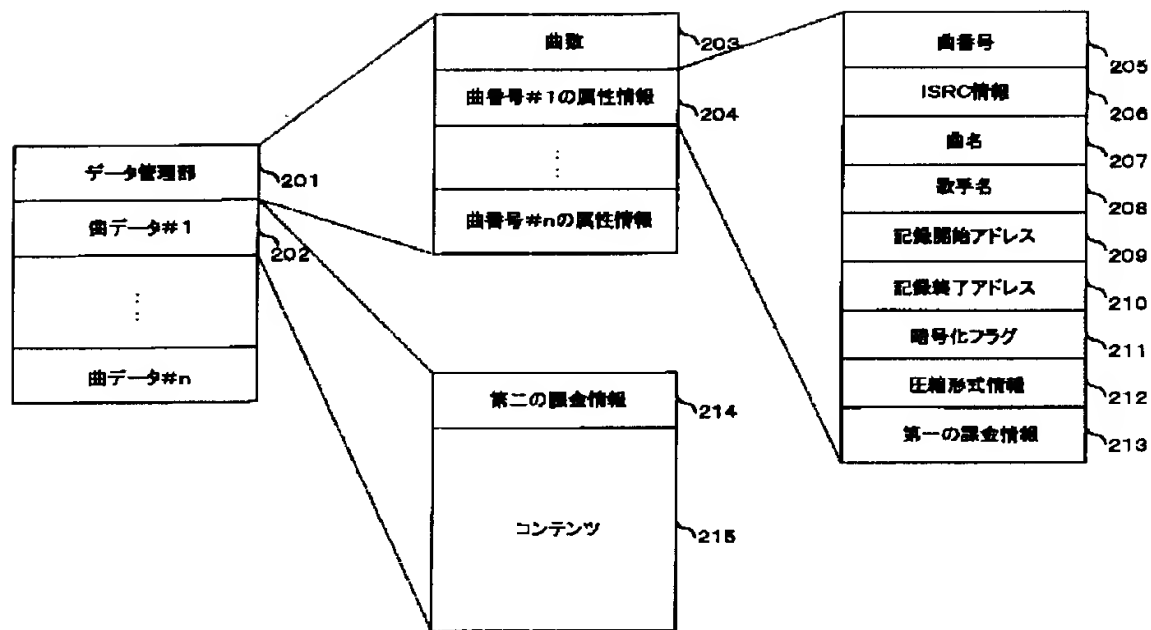 データ管理部
201
曲データ#1
202
⋮
曲データ#n
曲数
203
曲番号#1の属性情報
204
⋮
曲番号#nの属性情報
第二の課金情報
214
コンテンツ
215
曲番号
205
ISRC情報
206
曲名
207
歌手名
208
記録開始アドレス
209
記録終了アドレス
210
暗号化フラグ
211
圧縮形式情報
212
第一の課金情報
213